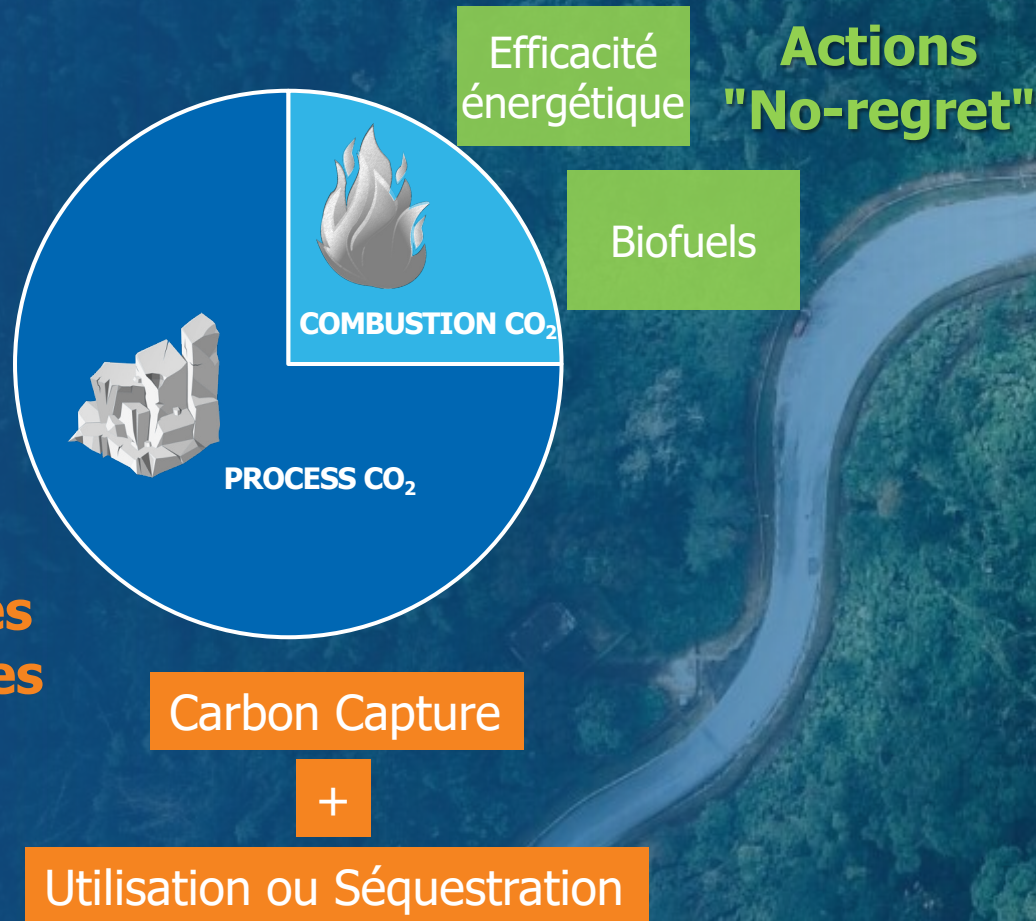 Efficacité
énergétique
Actions
"No-regret"
Biofuels
COMBUSTION CO₂
PROCESS CO₂
Carbon Capture
+
Utilisation ou Séquestration